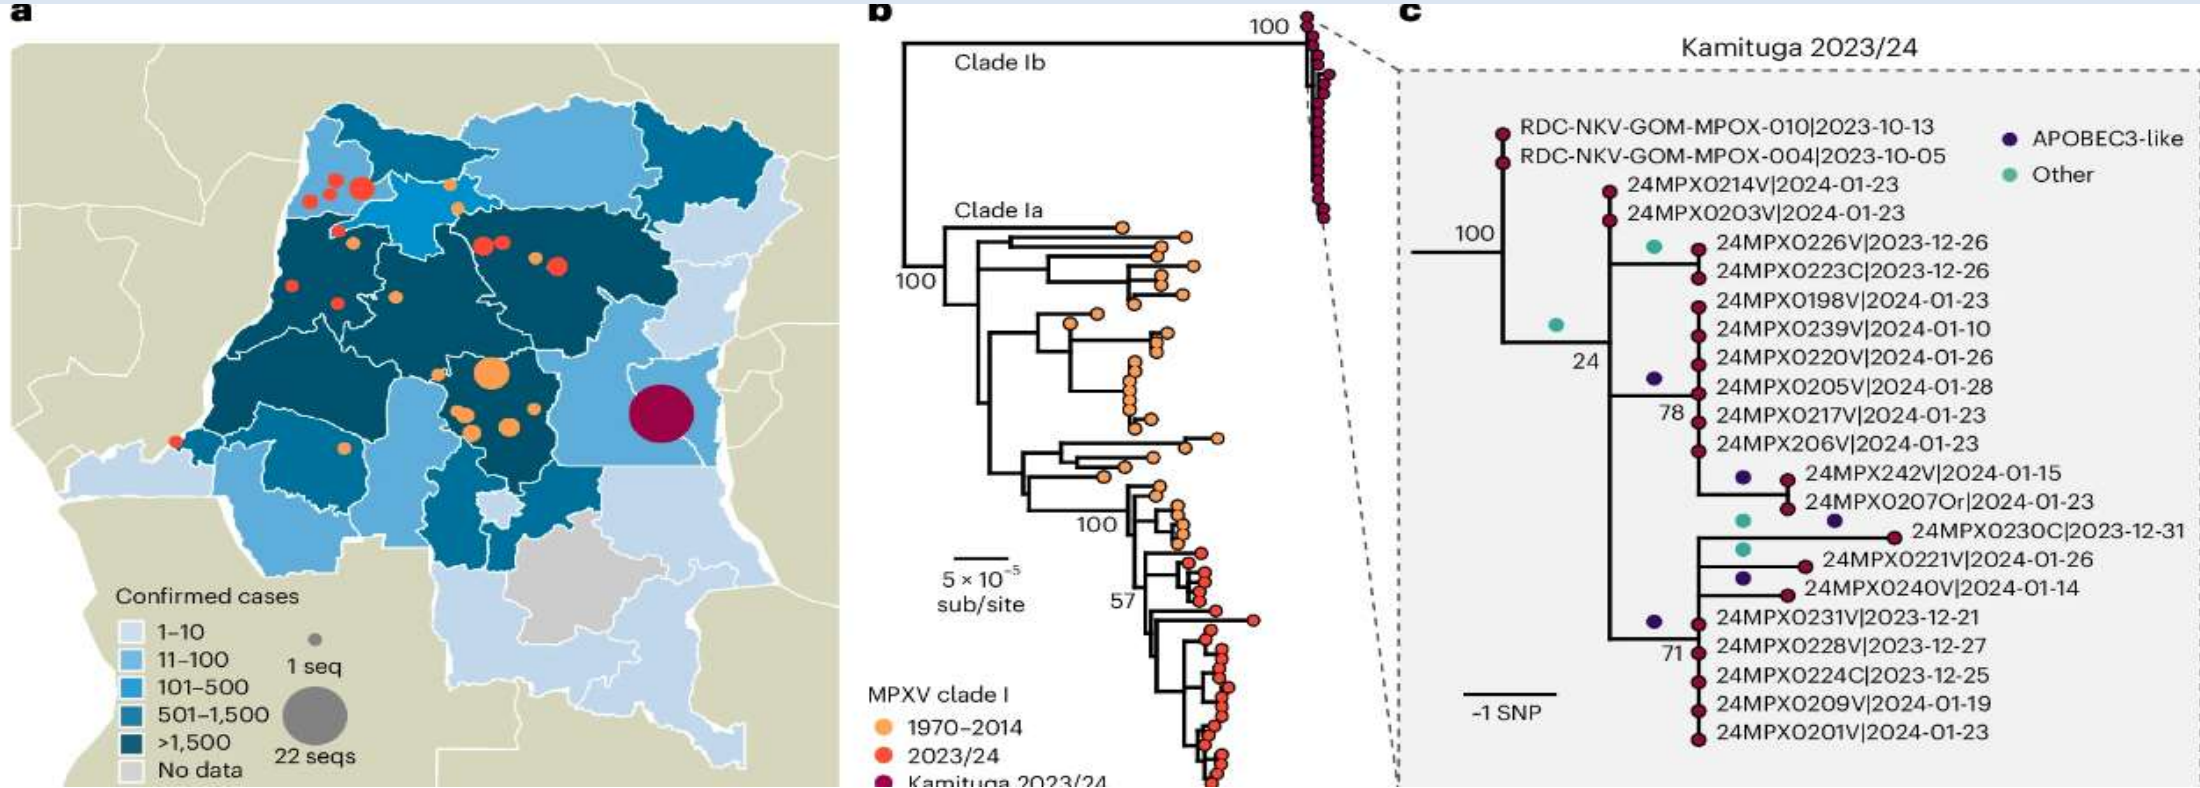 a
Confirmed cases
1–10
11–100
101–500
501–1,500
>1,500
No data
1 seq
22 seqs
b
100
Clade Ib
Clade Ia
100
100
57
5 × 10⁻⁵
sub/site
MPXV clade I
1970–2014
2023/24
Kamituga 2023/24
c
Kamituga 2023/24
RDC-NKV-GOM-MPOX-010|2023-10-13
RDC-NKV-GOM-MPOX-004|2023-10-05
24MPX0214V|2024-01-23
24MPX0203V|2024-01-23
24MPX0226V|2023-12-26
24MPX0223C|2023-12-26
24MPX0198V|2024-01-23
24MPX0239V|2024-01-10
24MPX0220V|2024-01-26
24MPX0205V|2024-01-28
24MPX0217V|2024-01-23
24MPX206V|2024-01-23
24MPX242V|2024-01-15
24MPX0207Or|2024-01-23
24MPX0230C|2023-12-31
24MPX0221V|2024-01-26
24MPX0240V|2024-01-14
24MPX0231V|2023-12-21
24MPX0228V|2023-12-27
24MPX0224C|2023-12-25
24MPX0209V|2024-01-19
24MPX0201V|2024-01-23
100
24
78
71
APOBEC3-like
Other
~1 SNP